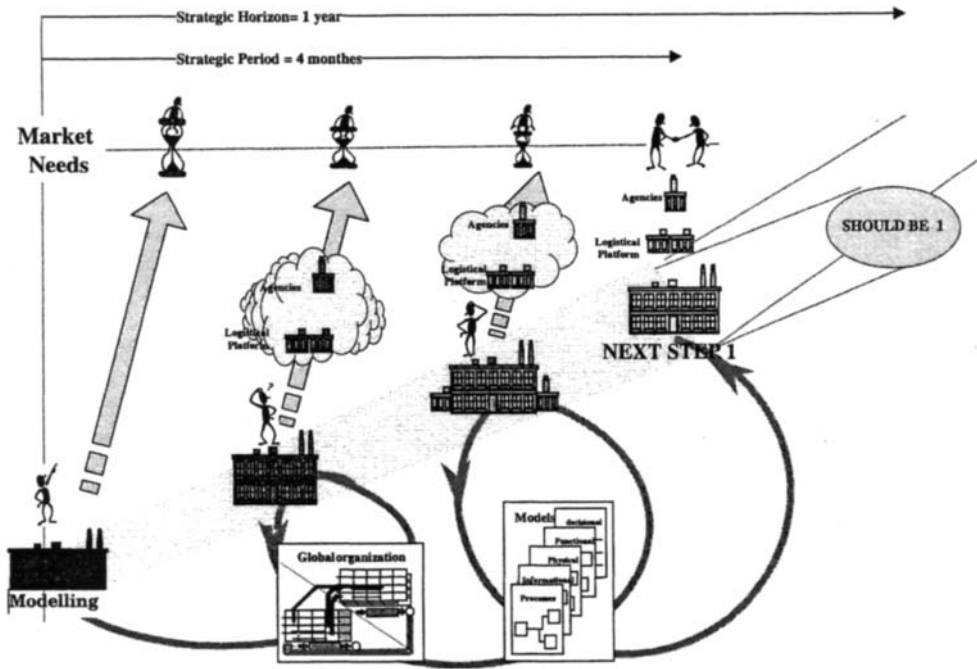 Strategic Horizon= 1 year
Strategic Period = 4 monthes
Market
Needs
Agencies
Logistical
Platform
SHOULD BE 1
Agencies
Logistical
Platform
Agencies
Logistical
Platform
NEXT STEP 1
?
Modelling
Global organization
Models
decisional
Functional
Physical
Informational
Processes